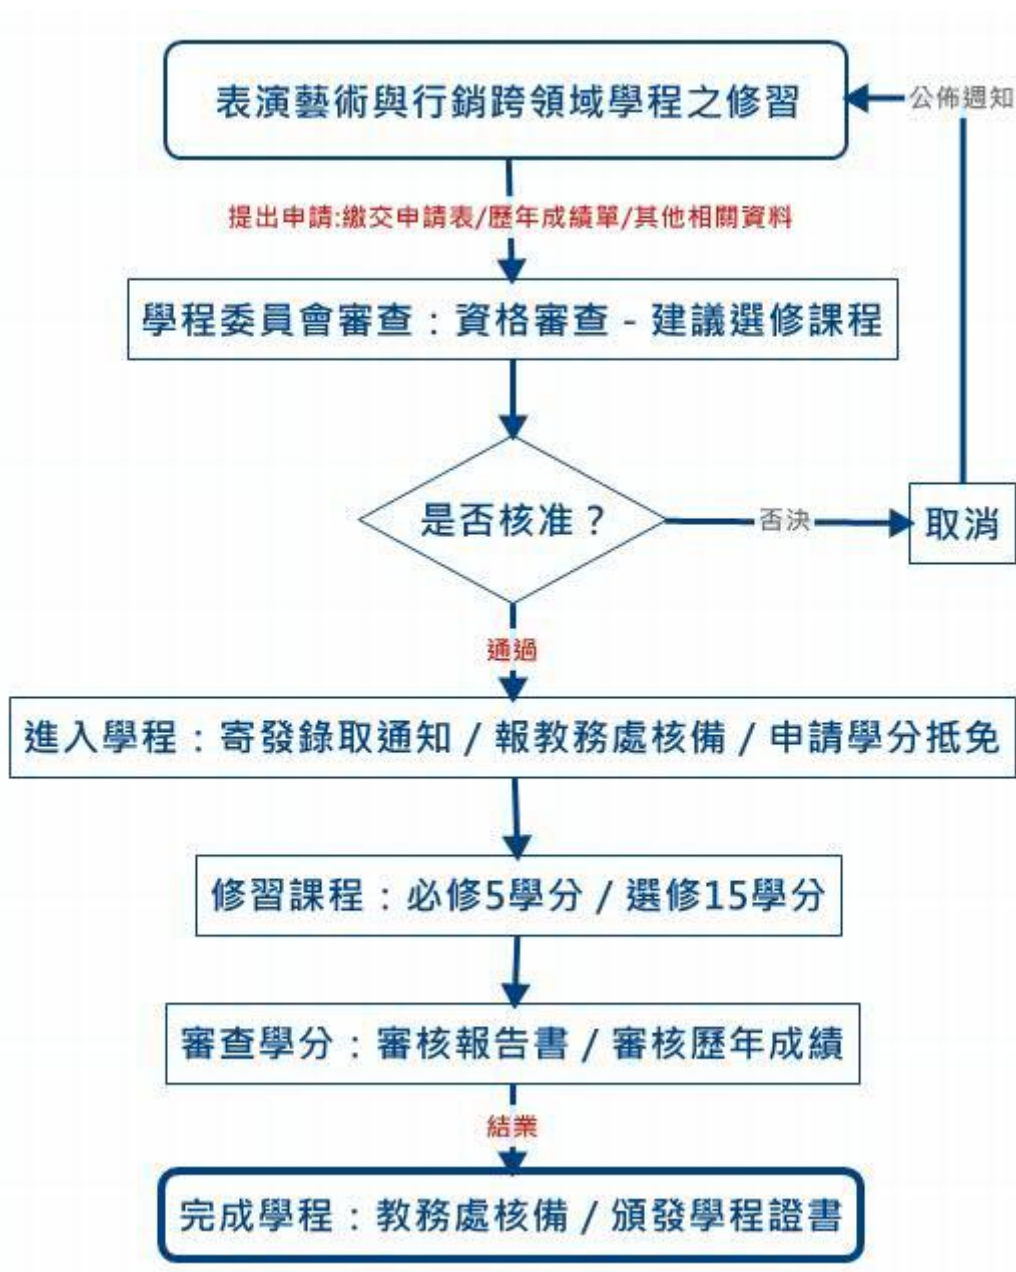 表演藝術與行銷跨領域學程之修習
公佈週知
提出申請:繳交申請表/歷年成績單/其他相關資料
學程委員會審查：資格審查 - 建議選修課程
是否核准？
否決
取消
通過
進入學程：寄發錄取通知 / 報教務處核備 / 申請學分抵免
修習課程：必修5學分 / 選修15學分
審查學分：審核報告書 / 審核歷年成績
結業
完成學程：教務處核備 / 頒發學程證書